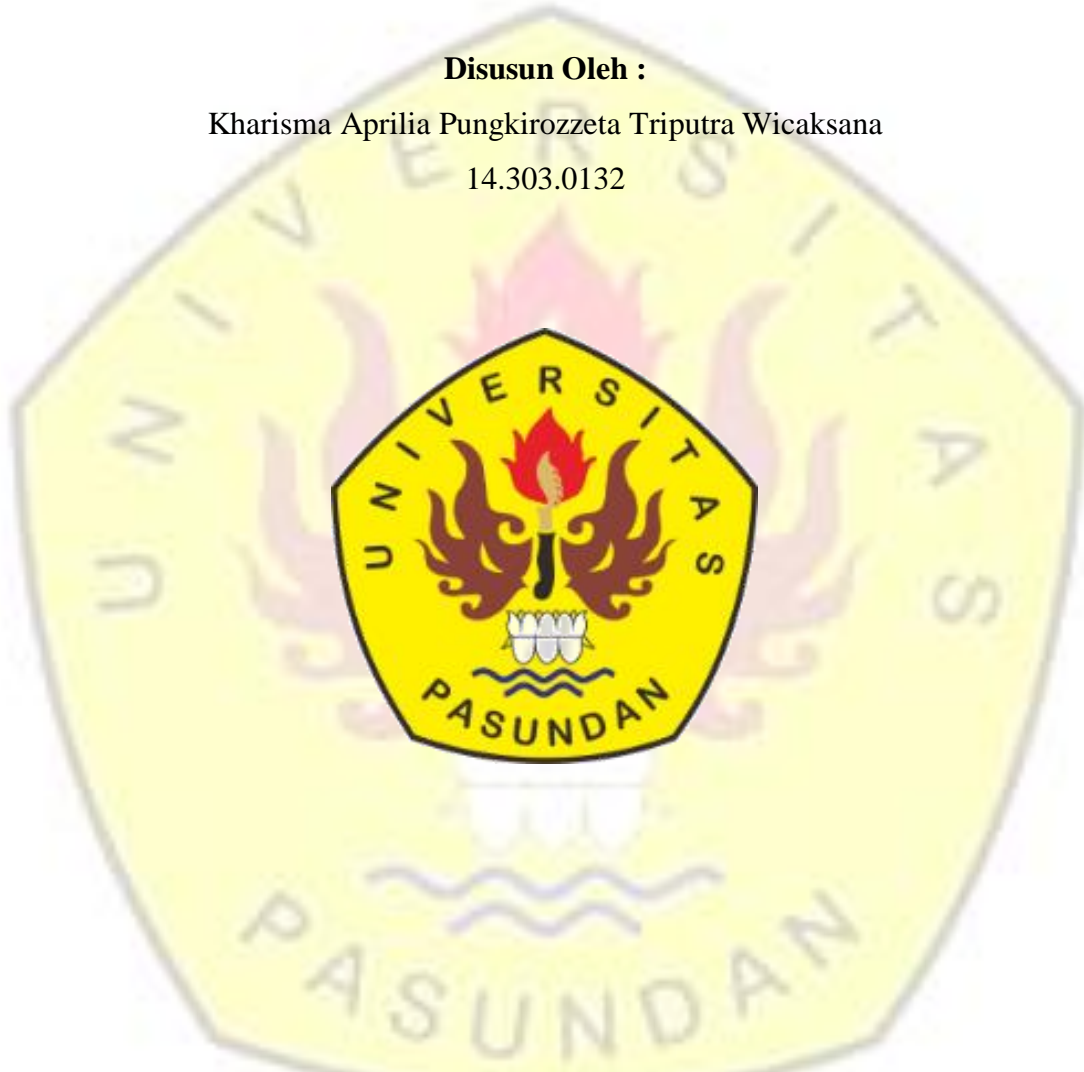 Disusun Oleh :
Kharisma Aprilia Pungkirozzeta Triputra Wicaksana
14.303.0132
UNIVERSITAS
PASUNDAN
UNIVERSITAS
PASUNDAN